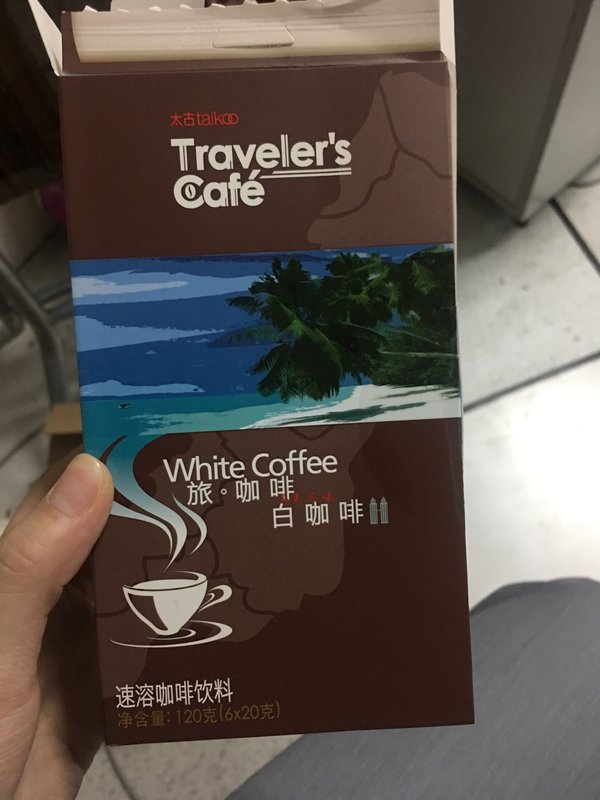 太古taikoo
Traveler's
Café
White Coffee
旅。咖啡
白咖啡
速溶咖啡饮料
净含量: 120克(6x20克)